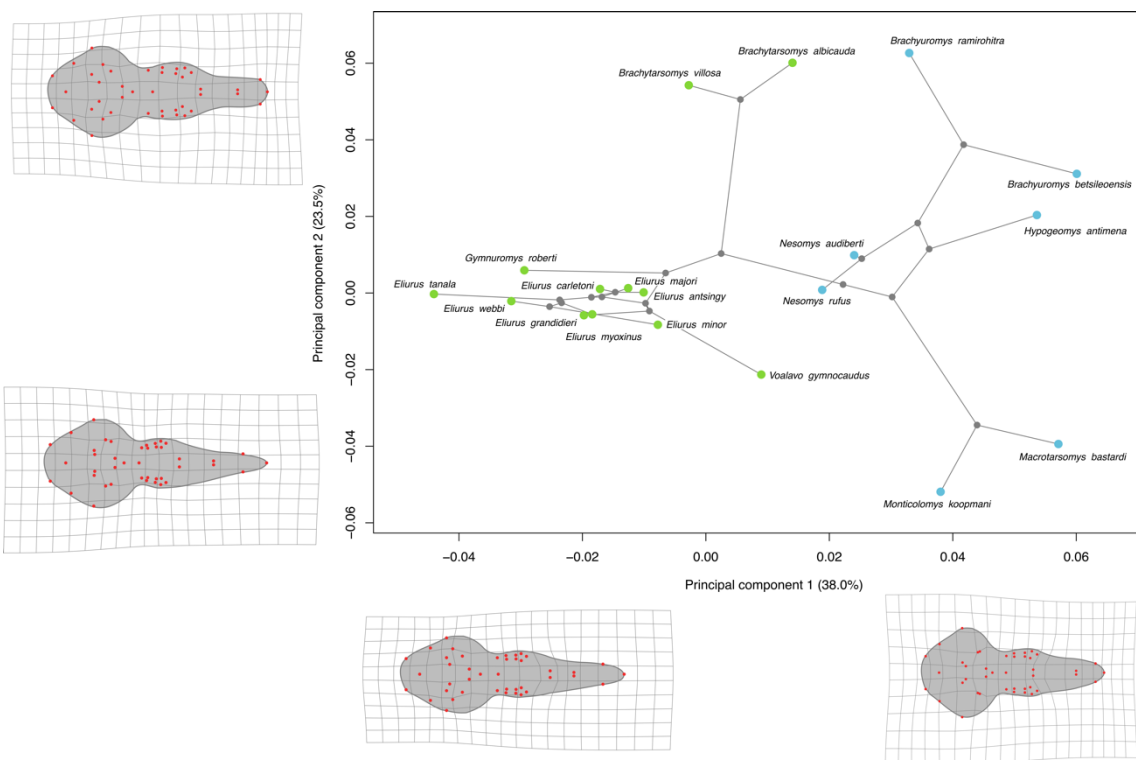 Brachytarsomys albicauda
Brachyuromys ramirohitra
Brachytarsomys villosa
Brachyuromys betsileoensis
Hypogeomys antimena
Nesomys audiberti
Nesomys rufus
Gymnuromys roberti
Eliurus tanala
Eliurus carletoni
Eliurus majori
Eliurus antsingy
Eliurus webbi
Eliurus grandidieri
Eliurus myoxinus
Eliurus minor
Voalavo gymnocaudus
Macrotarsomys bastardi
Monticolomys koopmani
Principal component 2 (23.5%)
0.06
0.04
0.02
0.00
−0.02
−0.04
−0.06
−0.04
−0.02
0.00
0.02
0.04
0.06
Principal component 1 (38.0%)